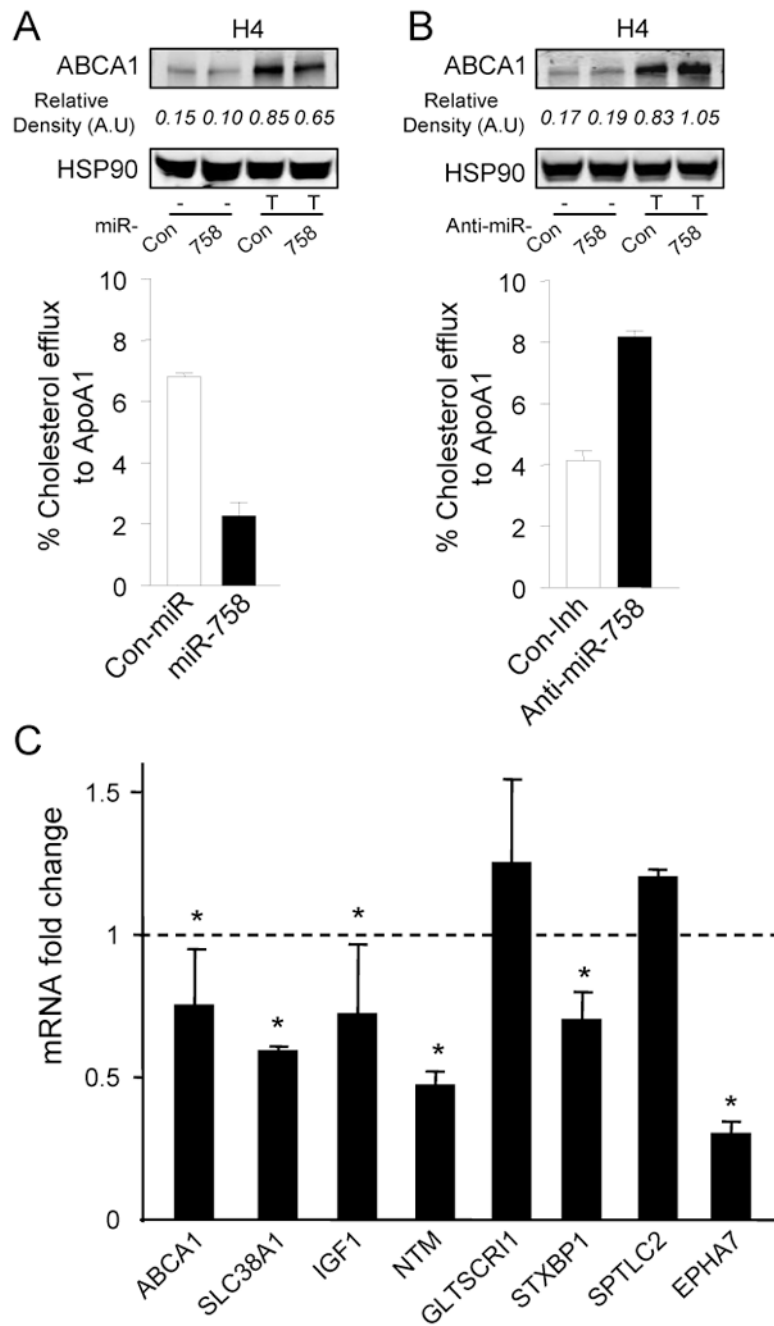 A
H4
ABCA1
Relative
Density (A.U)
0.15 0.10 0.85 0.65
HSP90
- - T T
miR-
Con 758 Con 758
10
8
6
4
2
0
% Cholesterol efflux
to ApoA1
Con-miR
miR-758
B
H4
ABCA1
Relative
Density (A.U)
0.17 0.19 0.83 1.05
HSP90
- - T T
Anti-miR-
Con 758 Con 758
10
8
6
4
2
0
% Cholesterol efflux
to ApoA1
Con-Inh
Anti-miR-758
C
1.5
1
0.5
0
mRNA fold change
* * * * * *
ABCA1
SLC38A1
IGF1
NTM
GLTSCRI1
STXBP1
SPTLC2
EPHA7